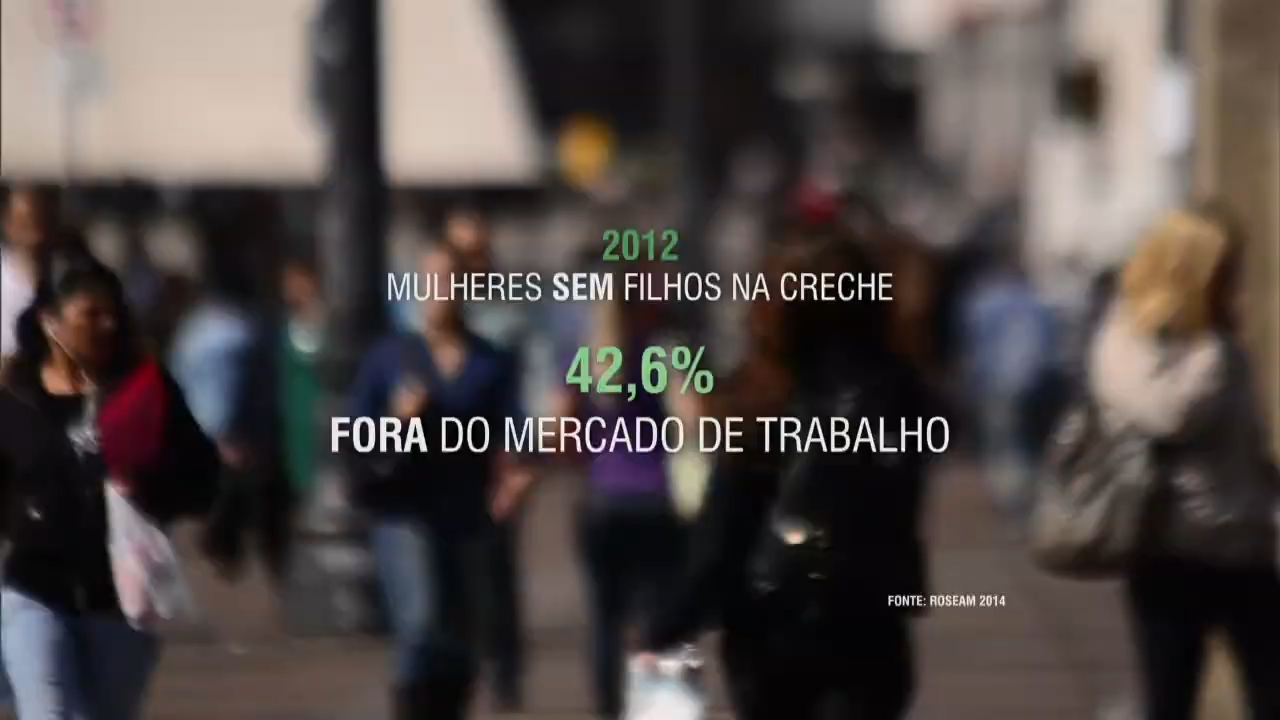 2012
MULHERES SEM FILHOS NA CRECHE
42,6%
FORA DO MERCADO DE TRABALHO
FONTE: ROSEAM 2014